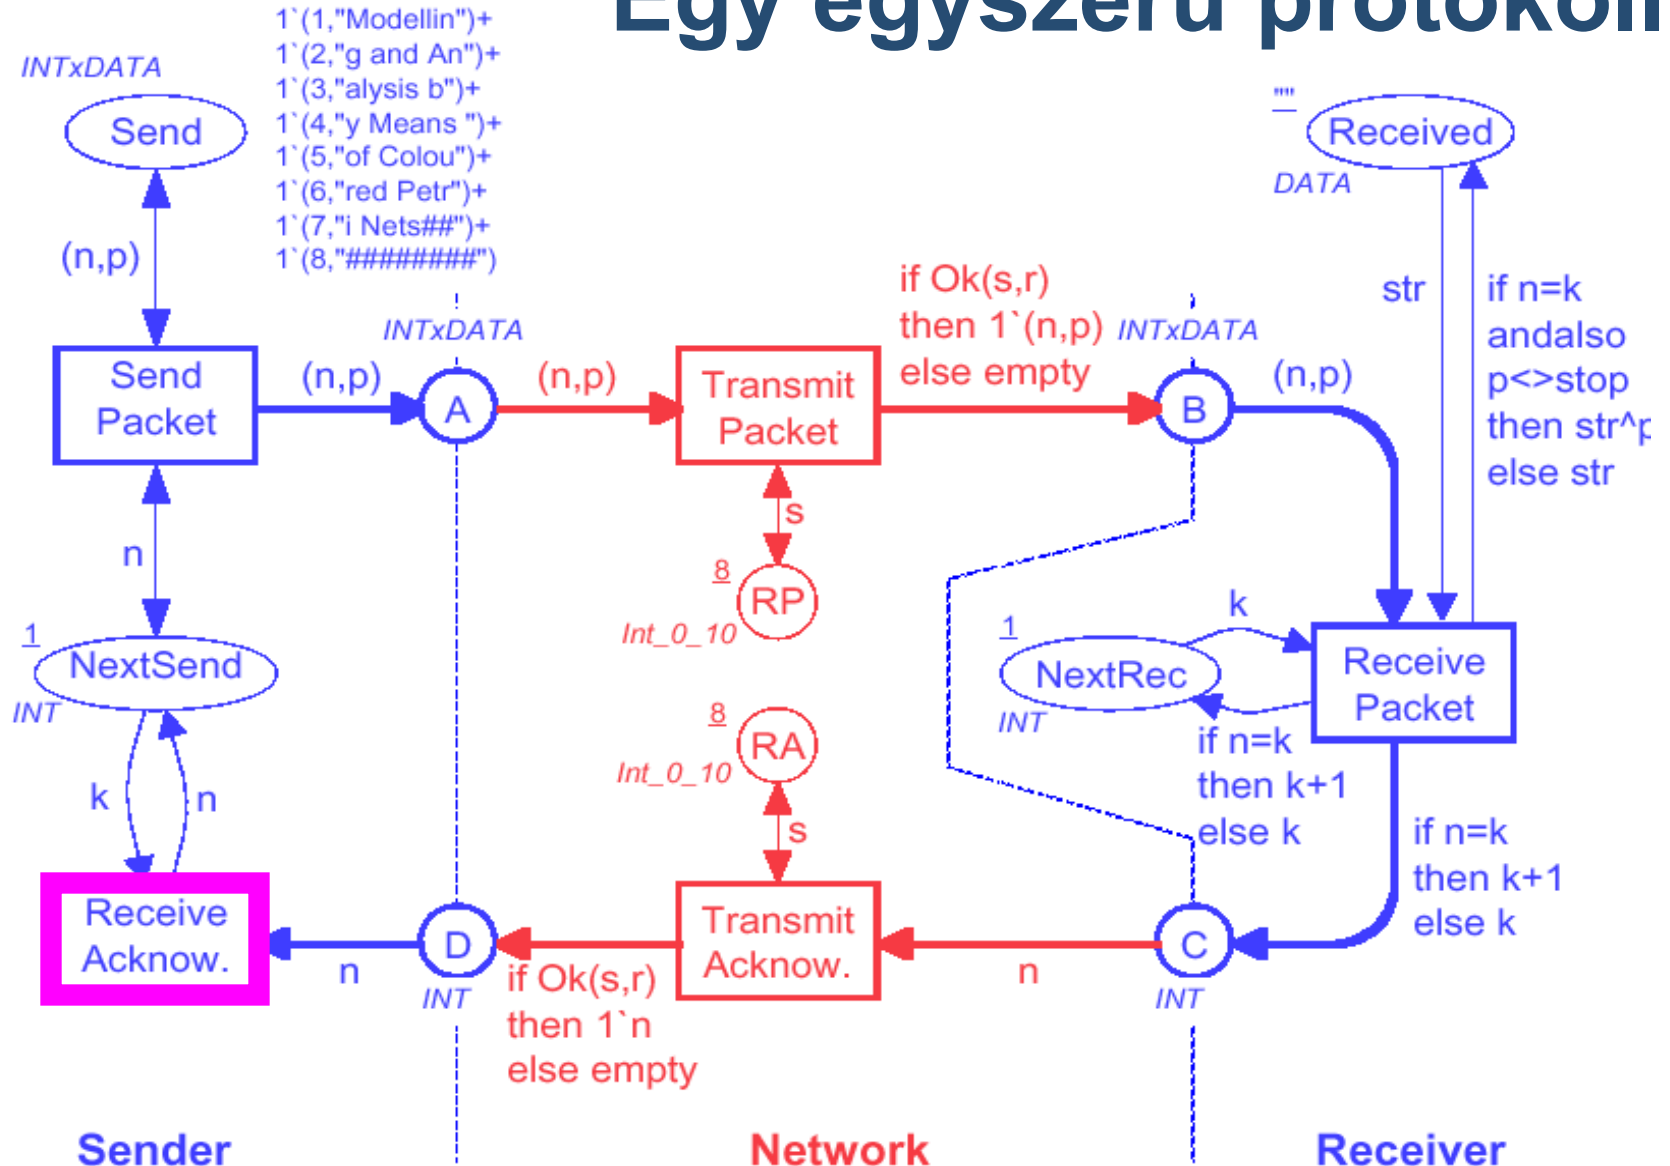 Egy egyszerű protokoll
1`(1,"Modellin")+
1`(2,"g and An")+
1`(3,"alysis b")+
1`(4,"y Means ")+
1`(5,"of Colou")+
1`(6,"red Petr")+
1`(7,"i Nets##")+
1`(8,"########")
INTxDATA
Send
(n,p)
Send
Packet
(n,p)
INTxDATA
A
(n,p)
Transmit
Packet
if Ok(s,r)
then 1`(n,p)
else empty
INTxDATA
B
(n,p)
""
Received
DATA
str
if n=k
andalso
p<>stop
then str^p
else str
n
1
NextSend
INT
k
n
s
8
RP
Int_0_10
8
RA
Int_0_10
s
1
NextRec
INT
k
if n=k
then k+1
else k
Receive
Packet
if n=k
then k+1
else k
Receive
Acknow.
n
D
INT
if Ok(s,r)
then 1`n
else empty
Transmit
Acknow.
n
C
INT
Sender
Network
Receiver